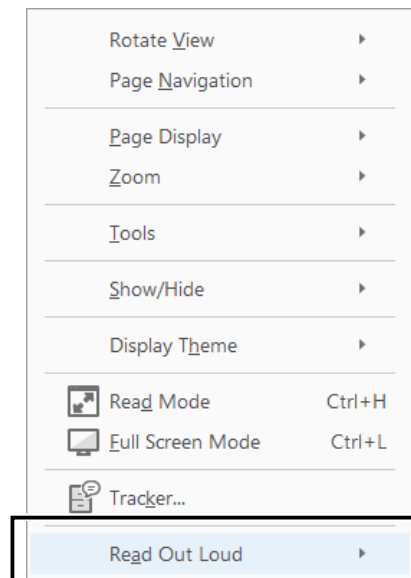 Rotate View
Page Navigation
Page Display
Zoom
Tools
Show/Hide
Display Theme
Read Mode Ctrl+H
Full Screen Mode Ctrl+L
Tracker...
Read Out Loud